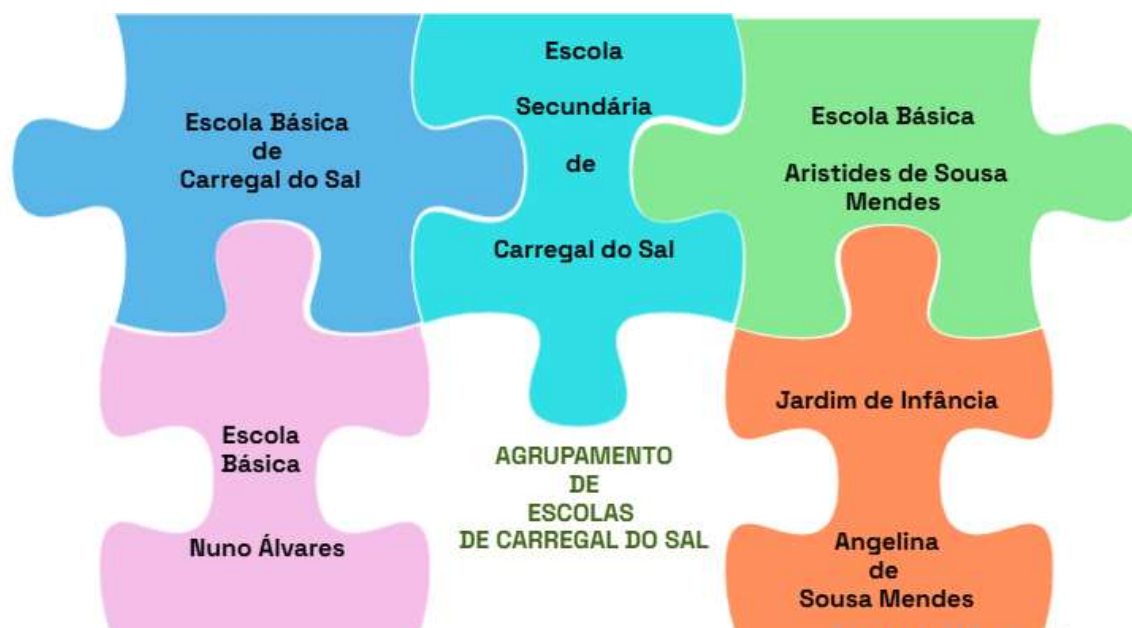 Escola Básica
de
Carregal do Sal
Escola
Secundária
de
Carregal do Sal
Escola Básica
Aristides de Sousa
Mendes
Escola
Básica
Nuno Álvares
AGRUPAMENTO
DE
ESCOLAS
DE CARREGAL DO SAL
Jardim de Infância
Angelina
de
Sousa Mendes